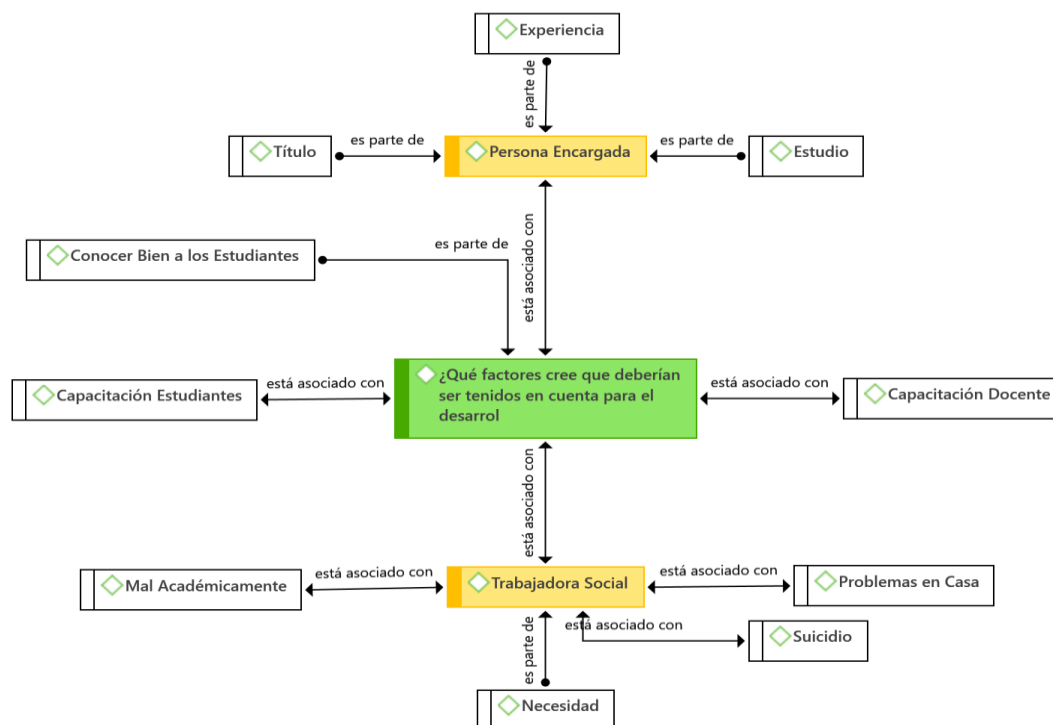 Experiencia
es parte de
es parte de
es parte de
Título
Persona Encargada
Estudio
es parte de
Conocer Bien a los Estudiantes
está asociado con
¿Qué factores cree que deberían
ser tenidos en cuenta para el
desarrol
está asociado con
está asociado con
Capacitación Estudiantes
Capacitación Docente
está asociado con
está asociado con
está asociado con
Mal Académicamente
Trabajadora Social
Problemas en Casa
está asociado con
Suicidio
es parte de
Necesidad